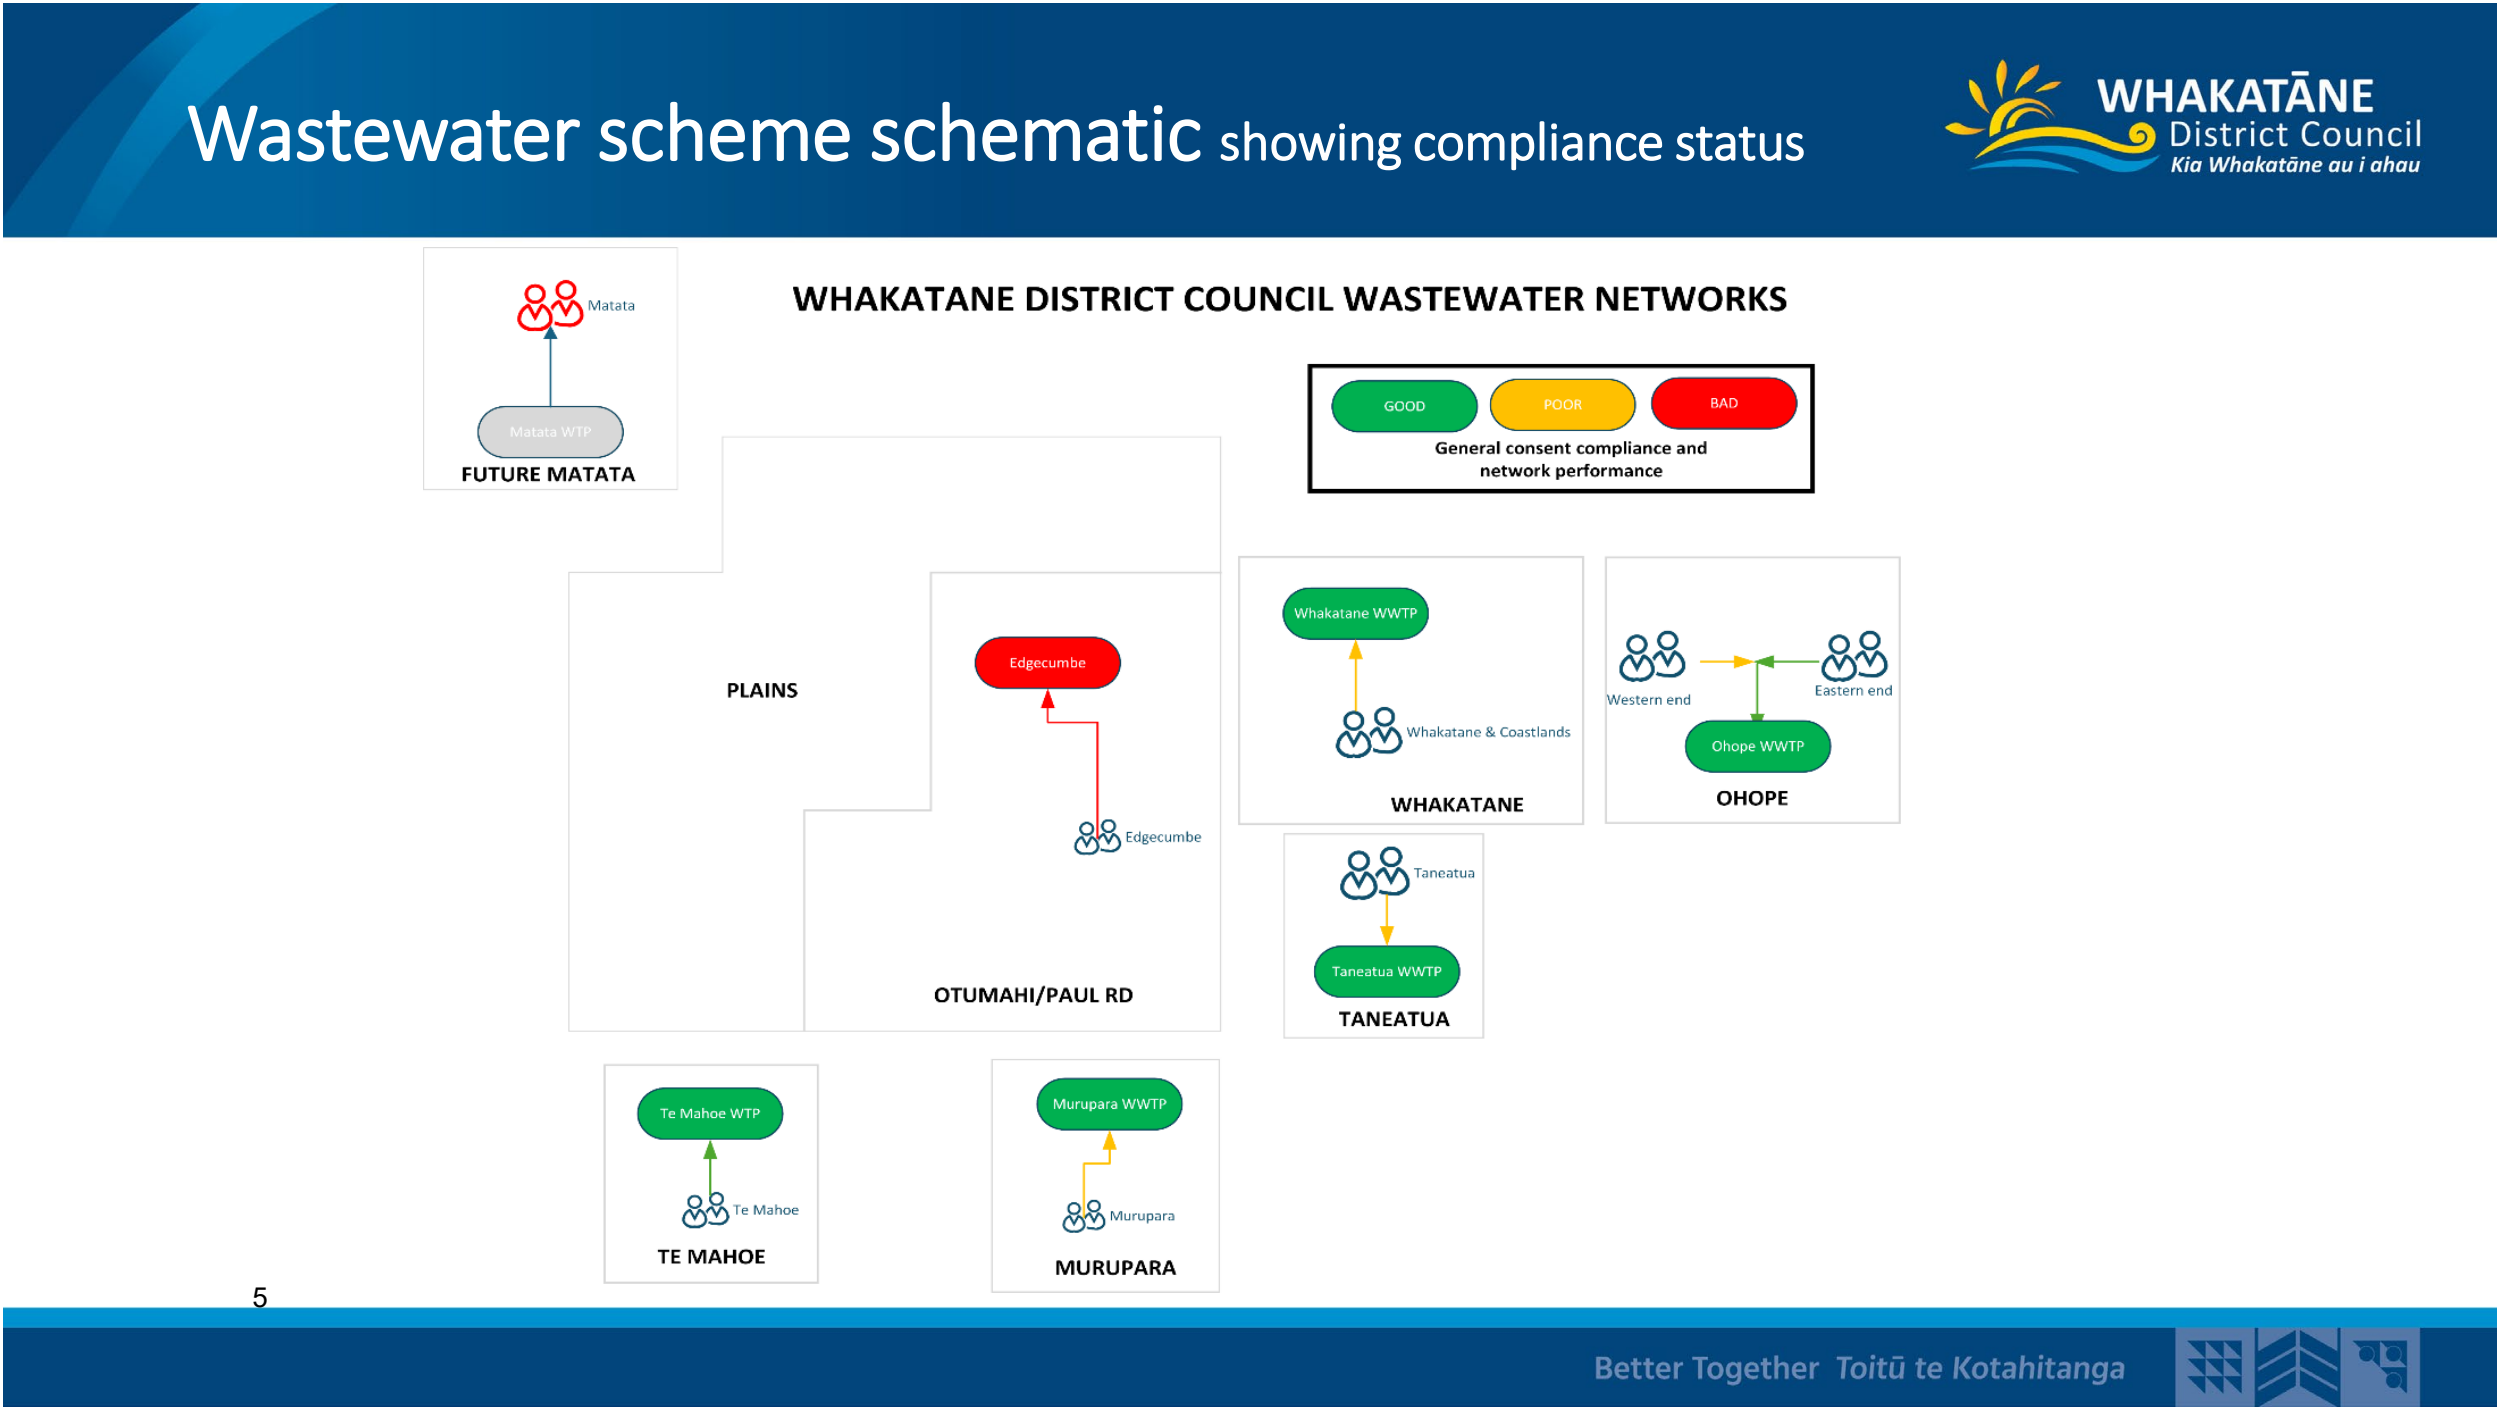 Wastewater scheme schematic showing compliance status
WHAKATĀNE
District Council
Kia Whakatāne au i ahau
WHAKATANE DISTRICT COUNCIL WASTEWATER NETWORKS
Matata
Matata WTP
FUTURE MATATA
GOOD
POOR
BAD
General consent compliance and
network performance
PLAINS
Edgecumbe
Edgecumbe
OTUMAHI/PAUL RD
Whakatane WWTP
Whakatane & Coastlands
WHAKATANE
Western end
Eastern end
Ohope WWTP
OHOPE
Taneatua
Taneatua WWTP
TANEATUA
Te Mahoe WTP
Te Mahoe
TE MAHOE
Murupara WWTP
Murupara
MURUPARA
5
Better Together Toitū te Kotahitanga